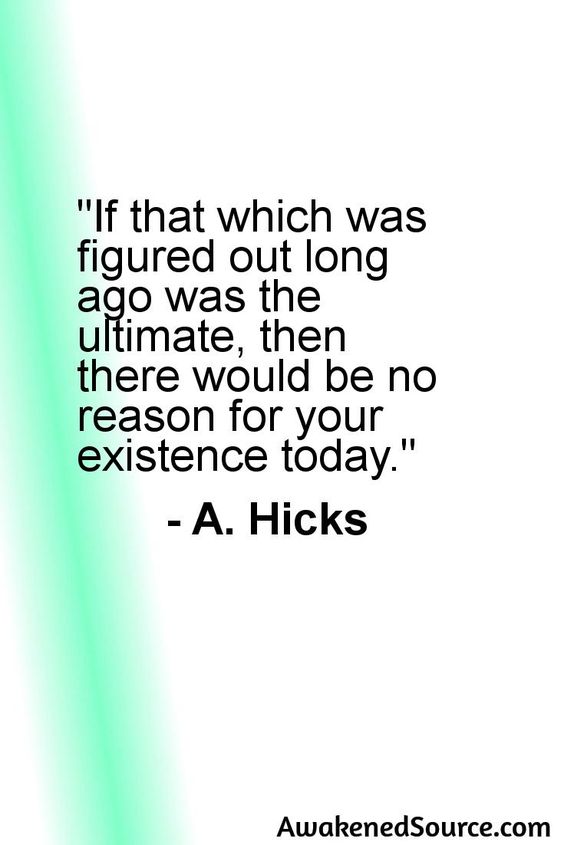 "If that which was
figured out long
ago was the
ultimate, then
there would be no
reason for your
existence today."
- A. Hicks
AwakenedSource.com